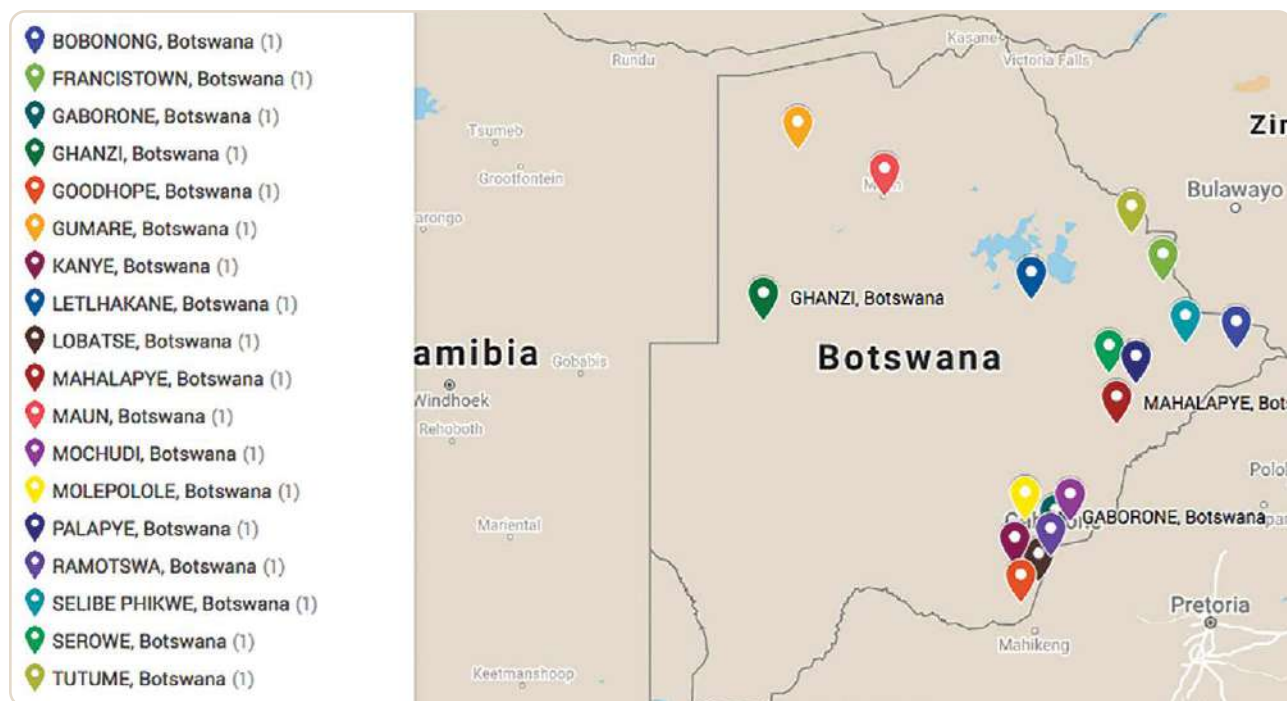 BOBONONG, Botswana (1)
FRANCISTOWN, Botswana (1)
GABORONE, Botswana (1)
GHANZI, Botswana (1)
GOODHOPE, Botswana (1)
GUMARE, Botswana (1)
KANYE, Botswana (1)
LETLHAKANE, Botswana (1)
LOBATSE, Botswana (1)
MAHALAPYE, Botswana (1)
MAUN, Botswana (1)
MOCHUDI, Botswana (1)
MOLEPOLOLE, Botswana (1)
PALAPYE, Botswana (1)
RAMOTSWA, Botswana (1)
SELIBE PHIKWE, Botswana (1)
SEROWE, Botswana (1)
TUTUME, Botswana (1)
Kasane
Rundu
Victoria Falls
Tsumeb
Zim
Grootfontein
Bulawayo
arongo
GHANZI, Botswana
amibia
Gobabis
Botswana
Windhoek
MAHALAPYE, Bots
Rehoboth
Polo
Mariental
GABORONE, Botswana
Pretoria
Mahikeng
Keetmanshoop